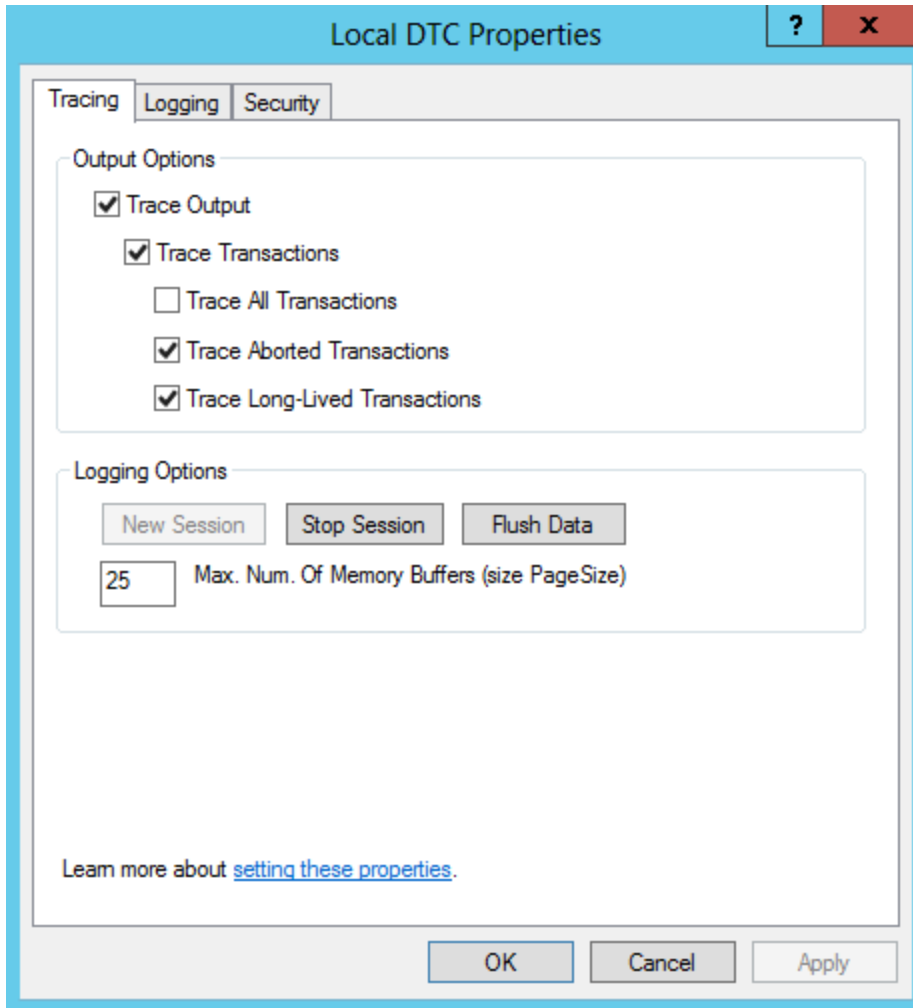 Local DTC Properties
? x
Tracing Logging Security
Output Options
Trace Output
Trace Transactions
Trace All Transactions
Trace Aborted Transactions
Trace Long-Lived Transactions
Logging Options
New Session Stop Session Flush Data
25 Max. Num. Of Memory Buffers (size PageSize)
Learn more about setting these properties.
OK Cancel Apply